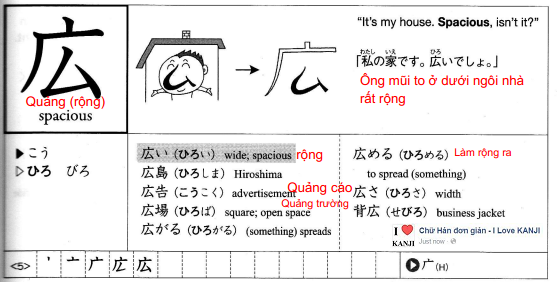 広
Quảng (rộng)
spacious
"It's my house. Spacious, isn't it?"
わたし いえ ひろ
「私の家です。広いでしょ。」
Ông mũi to ở dưới ngôi nhà
rất rộng
▶こう
▷ひろ びろ
広い（ひろい） wide; spacious rộng
広島（ひろしま） Hiroshima
広告（こうこく） advertisement Quảng cáo
広場（ひろば） square; open space Quảng trường
広がる（ひろがる） (something) spreads
広める（ひろめる） Làm rộng ra
to spread (something)
広さ（ひろさ） width
背広（せびろ） business jacket
I ❤ KANJI
Chữ Hán đơn giản - I Love KANJI
Just now
<5> 丶 亠 广 広 広
▶广(H)